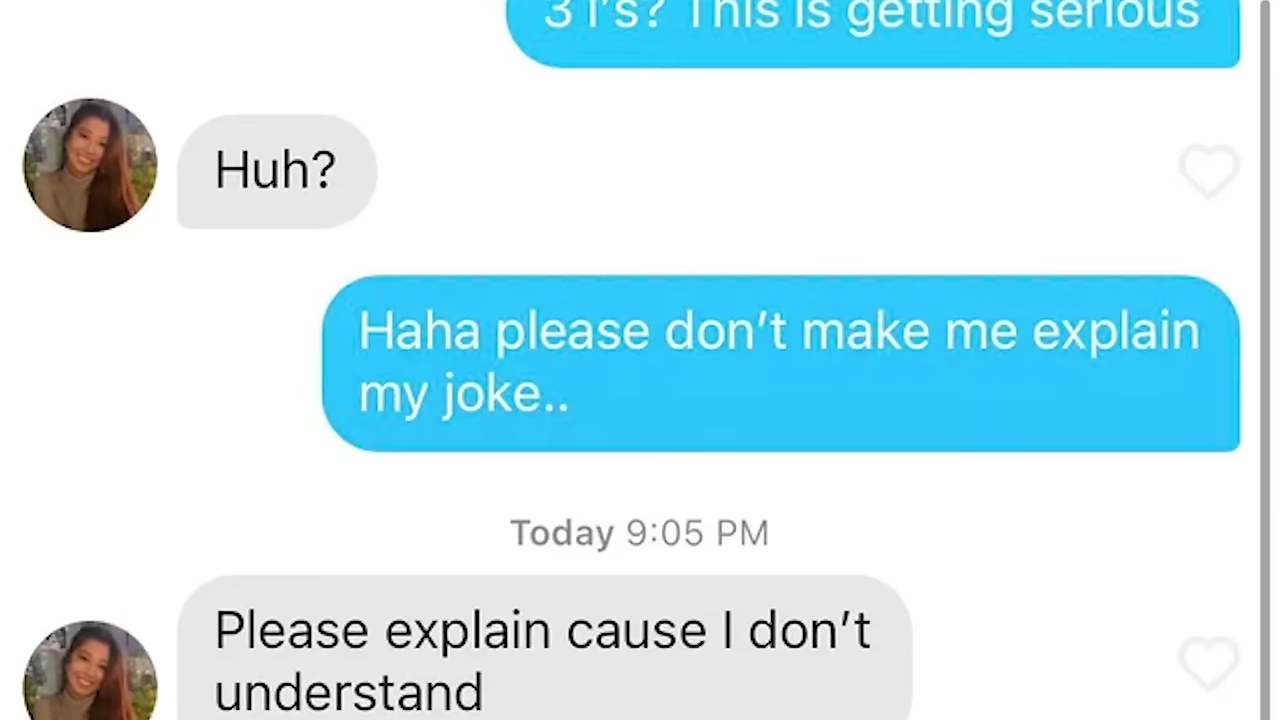 3 i's? This is getting serious
Huh?
Haha please don't make me explain
my joke..
Today 9:05 PM
Please explain cause I don't
understand